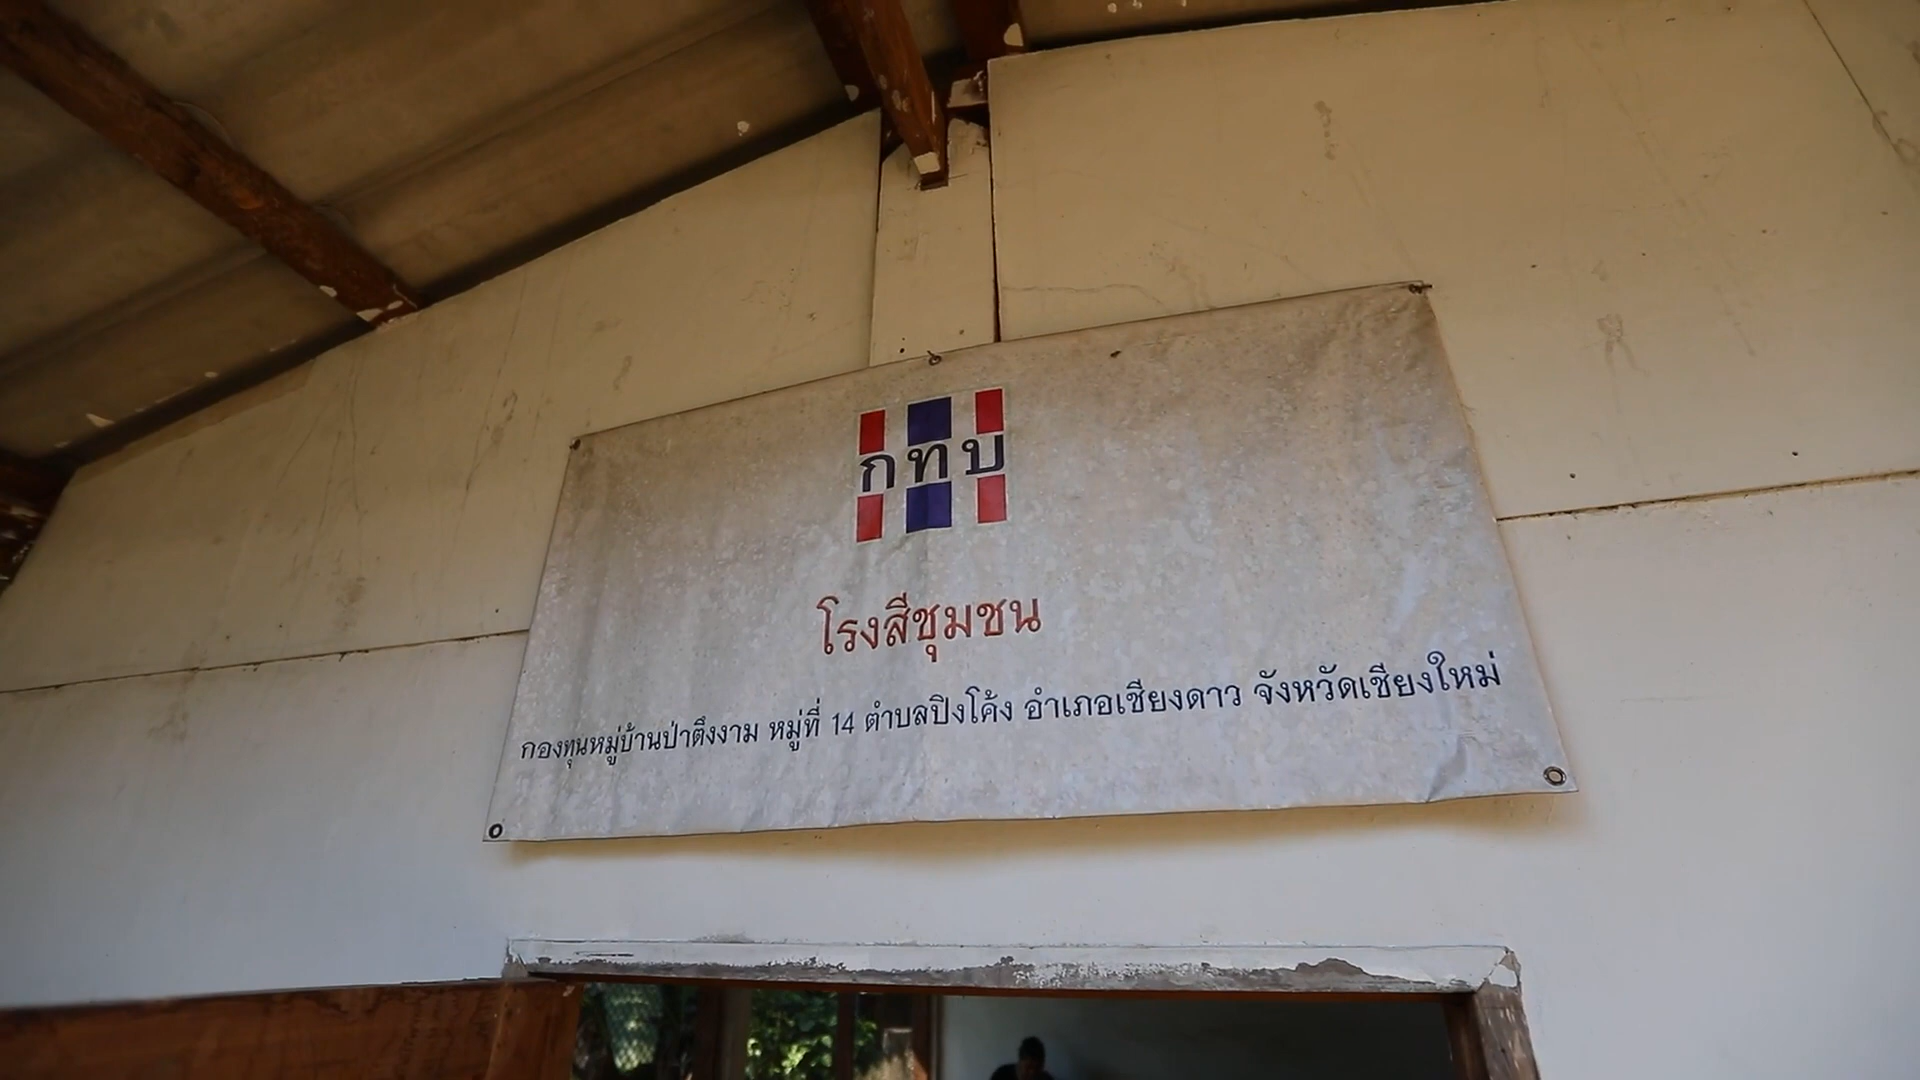 กทบ
โรงสีชุมชน
กองทุนหมู่บ้านป่าตึงงาม หมู่ที่ 14 ตำบลปิงโค้ง อำเภอเชียงดาว จังหวัดเชียงใหม่